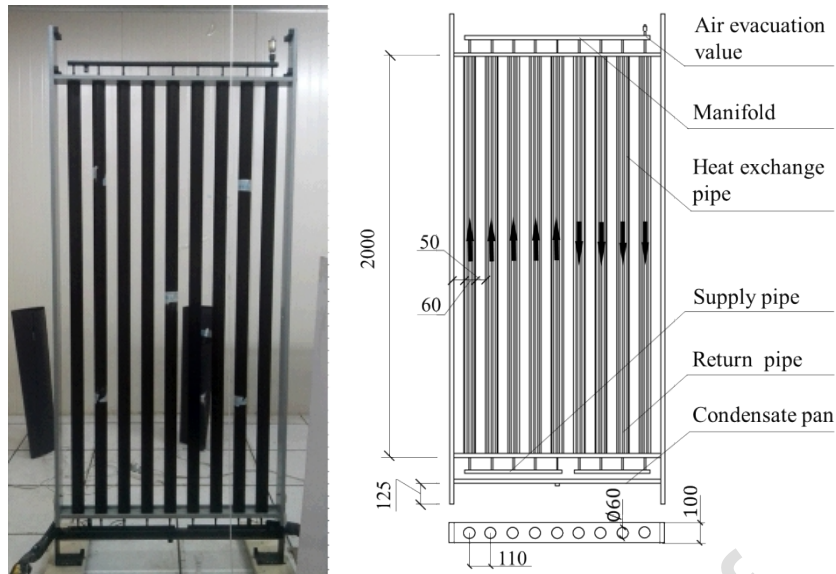 Air evacuation
value
Manifold
Heat exchange
pipe
2000
50
60
Supply pipe
Return pipe
Condensate pan
125
Ø60
100
110